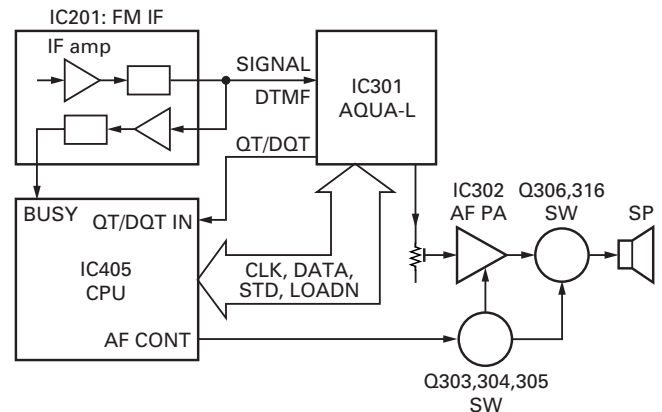 IC201: FM IF
IF amp
SIGNAL
DTMF
IC301
AQUA-L
QT/DQT
IC302
AF PA
Q306,316
SW
SP
BUSY
QT/DQT IN
IC405
CPU
CLK, DATA,
STD, LOADN
AF CONT
Q303,304,305
SW